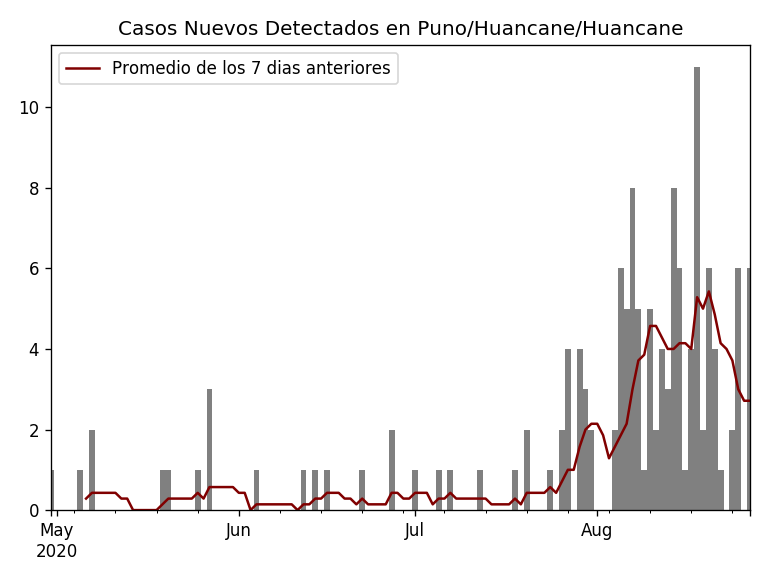 Casos Nuevos Detectados en Puno/Huancane/Huancane
Promedio de los 7 dias anteriores
10
8
6
4
2
0
May Jun Jul Aug
2020